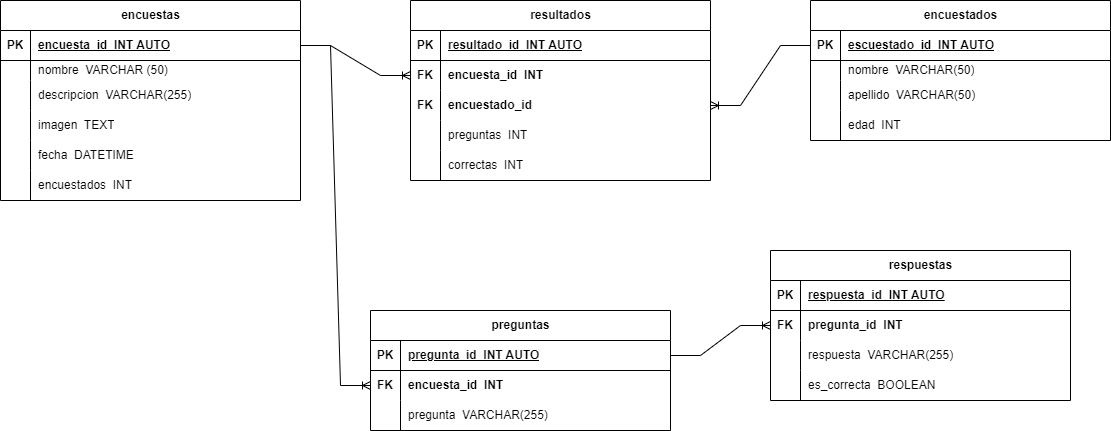 encuestas
PK encuesta_id INT AUTO
nombre VARCHAR (50)
descripcion VARCHAR(255)
imagen TEXT
fecha DATETIME
encuestados INT
resultados
PK resultado_id INT AUTO
FK encuesta_id INT
FK encuestado_id
preguntas INT
correctas INT
encuestados
PK escuestado_id INT AUTO
nombre VARCHAR(50)
apellido VARCHAR(50)
edad INT
preguntas
PK pregunta_id INT AUTO
FK encuesta_id INT
pregunta VARCHAR(255)
respuestas
PK respuesta_id INT AUTO
FK pregunta_id INT
respuesta VARCHAR(255)
es_correcta BOOLEAN